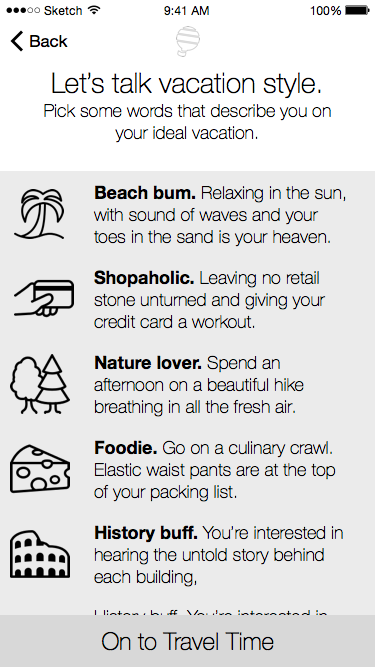 Sketch 9:41 AM 100%
Back
Let's talk vacation style.
Pick some words that describe you on
your ideal vacation.
Beach bum. Relaxing in the sun,
with sound of waves and your
toes in the sand is your heaven.
Shopaholic. Leaving no retail
stone unturned and giving your
credit card a workout.
Nature lover. Spend an
afternoon on a beautiful hike
breathing in all the fresh air.
Foodie. Go on a culinary crawl.
Elastic waist pants are at the top
of your packing list.
History buff. You're interested in
hearing the untold story behind
each building,
History buff. You're interested in
On to Travel Time